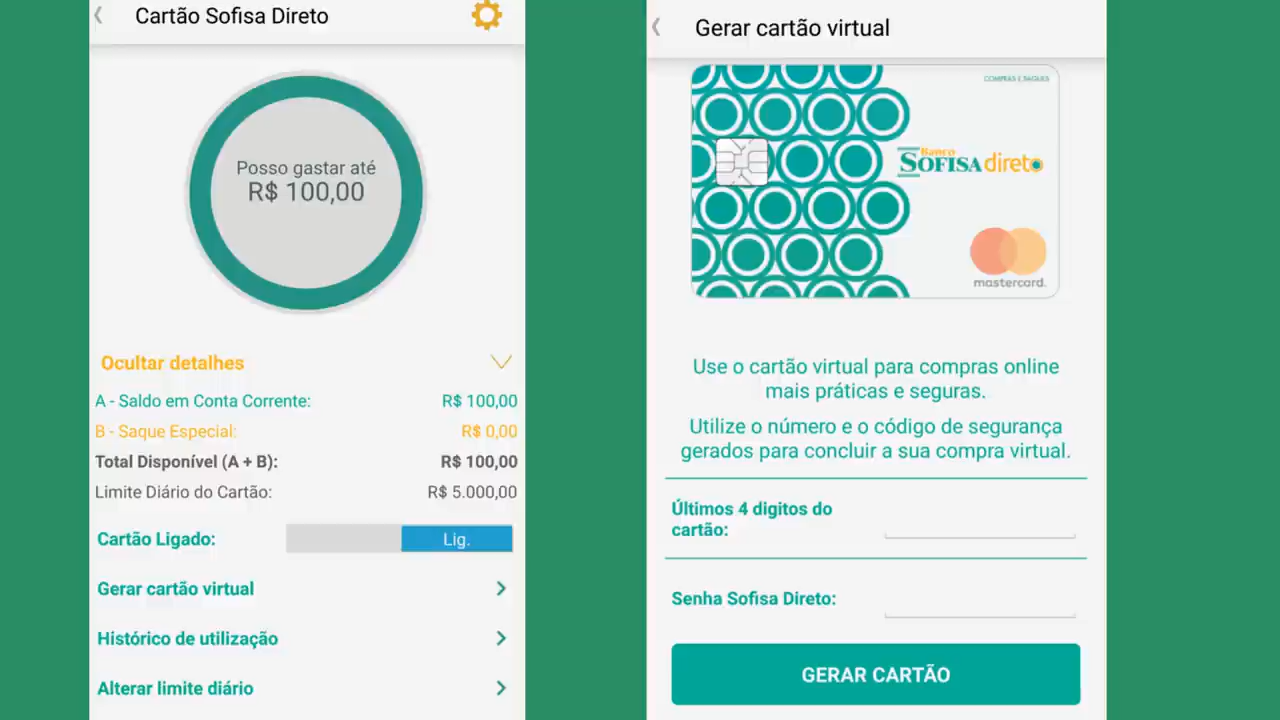 Cartão Sofisa Direto
Posso gastar até
R$ 100,00
Ocultar detalhes
A - Saldo em Conta Corrente: R$ 100,00
B - Saque Especial: R$ 0,00
Total Disponível (A + B): R$ 100,00
Limite Diário do Cartão: R$ 5.000,00
Cartão Ligado: Lig.
Gerar cartão virtual
Histórico de utilização
Alterar limite diário
Gerar cartão virtual
COMPRAS E SAQUES
Banco
SOFISA direto
mastercard.
Use o cartão virtual para compras online
mais práticas e seguras.
Utilize o número e o código de segurança
gerados para concluir a sua compra virtual.
Últimos 4 digitos do
cartão:
Senha Sofisa Direto:
GERAR CARTÃO